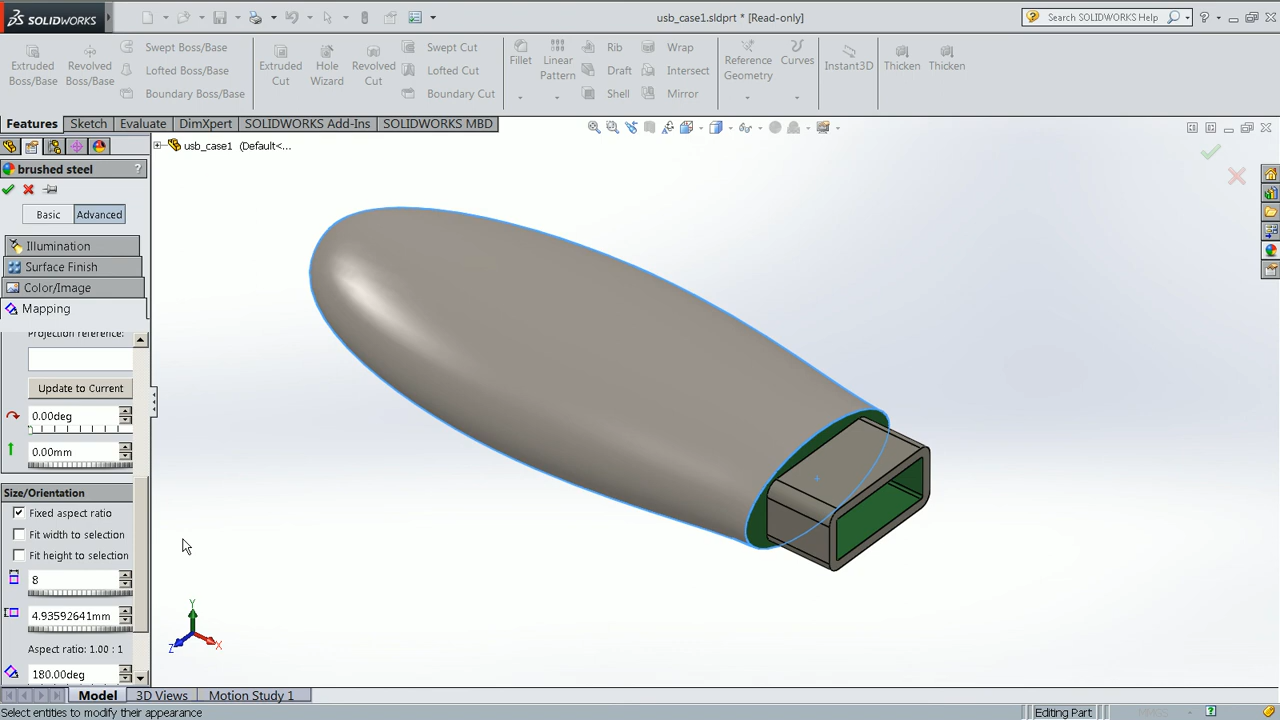 SOLIDWORKS
usb_case1.sldprt * [Read-only]
Search SOLIDWORKS Help
Extruded Boss/Base
Revolved Boss/Base
Swept Boss/Base
Lofted Boss/Base
Boundary Boss/Base
Extruded Cut
Hole Wizard
Revolved Cut
Swept Cut
Lofted Cut
Boundary Cut
Fillet
Linear Pattern
Rib
Draft
Shell
Wrap
Intersect
Mirror
Reference Geometry
Curves
Instant3D
Thicken
Thicken
Features
Sketch
Evaluate
DimXpert
SOLIDWORKS Add-Ins
SOLIDWORKS MBD
usb_case1 (Default<...
brushed steel
?
Basic
Advanced
Illumination
Surface Finish
Color/Image
Mapping
Projection reference:
Update to Current
0.00deg
0.00mm
Size/Orientation
Fixed aspect ratio
Fit width to selection
Fit height to selection
8
4.93592641mm
Aspect ratio: 1.00 : 1
180.00deg
Y
Z
X
Model
3D Views
Motion Study 1
Select entities to modify their appearance
Editing Part
MMGS